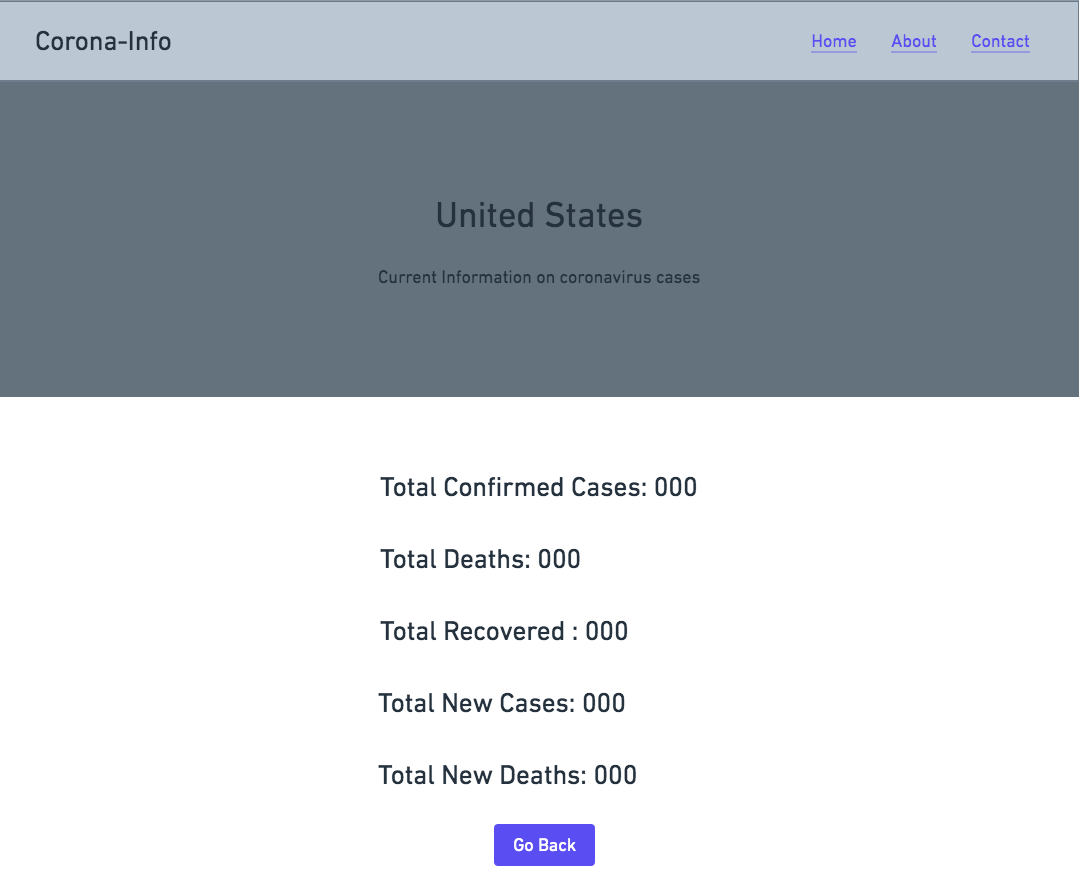 Corona-Info
Home About Contact
United States
Current Information on coronavirus cases
Total Confirmed Cases: 000
Total Deaths: 000
Total Recovered : 000
Total New Cases: 000
Total New Deaths: 000
Go Back